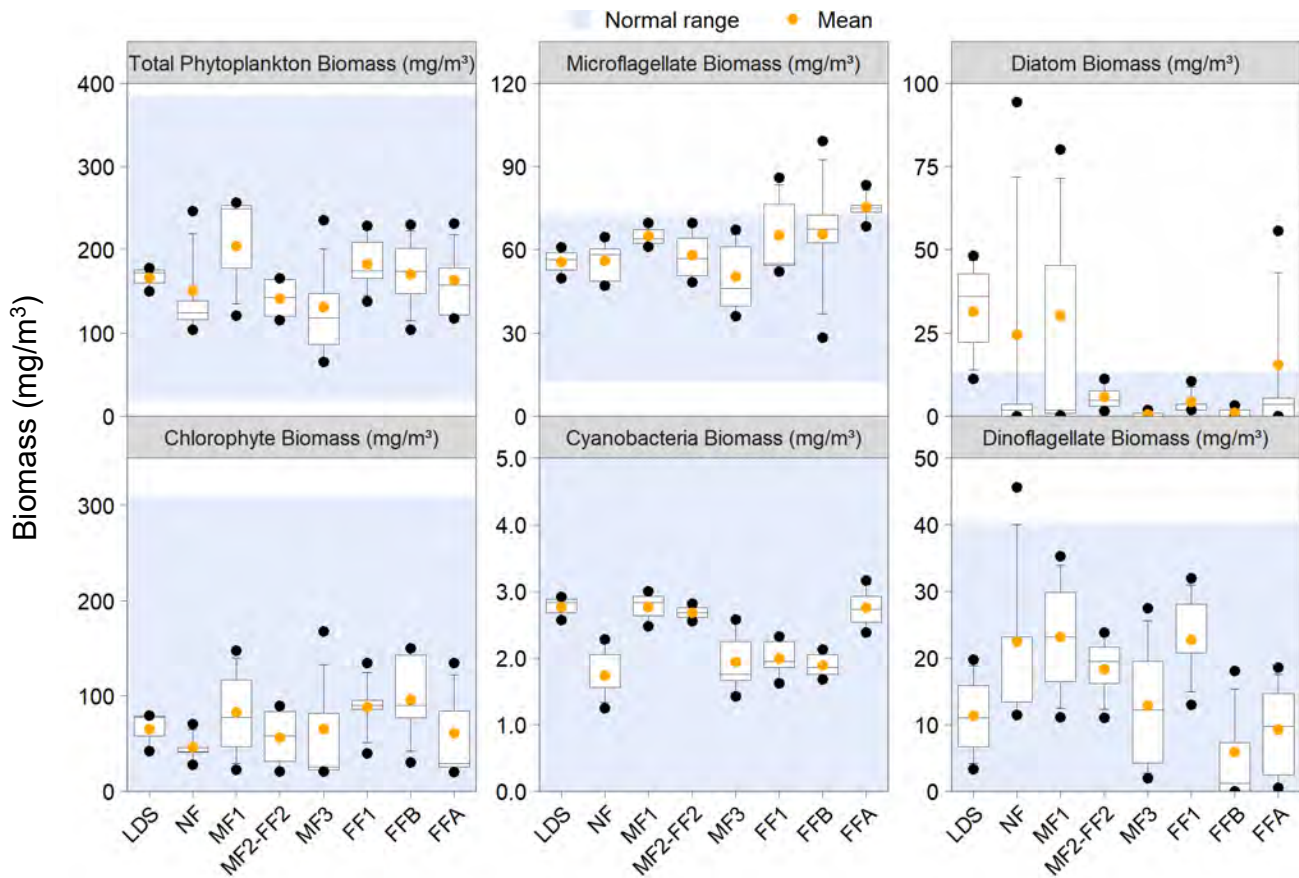 Normal range Mean
Total Phytoplankton Biomass (mg/m³) Microflagellate Biomass (mg/m³) Diatom Biomass (mg/m³)
400 120 100
300 90 75
200 60 50
100 30 25
0 0 0
Chlorophyte Biomass (mg/m³) Cyanobacteria Biomass (mg/m³) Dinoflagellate Biomass (mg/m³)
5.0 50
300 4.0 40
200 3.0 30
2.0 20
100 1.0 10
0 0.0 0
LDS NF MF1 MF2-FF2 MF3 FF1 FFB FFA LDS NF MF1 MF2-FF2 MF3 FF1 FFB FFA LDS NF MF1 MF2-FF2 MF3 FF1 FFB FFA
Biomass (mg/m³)